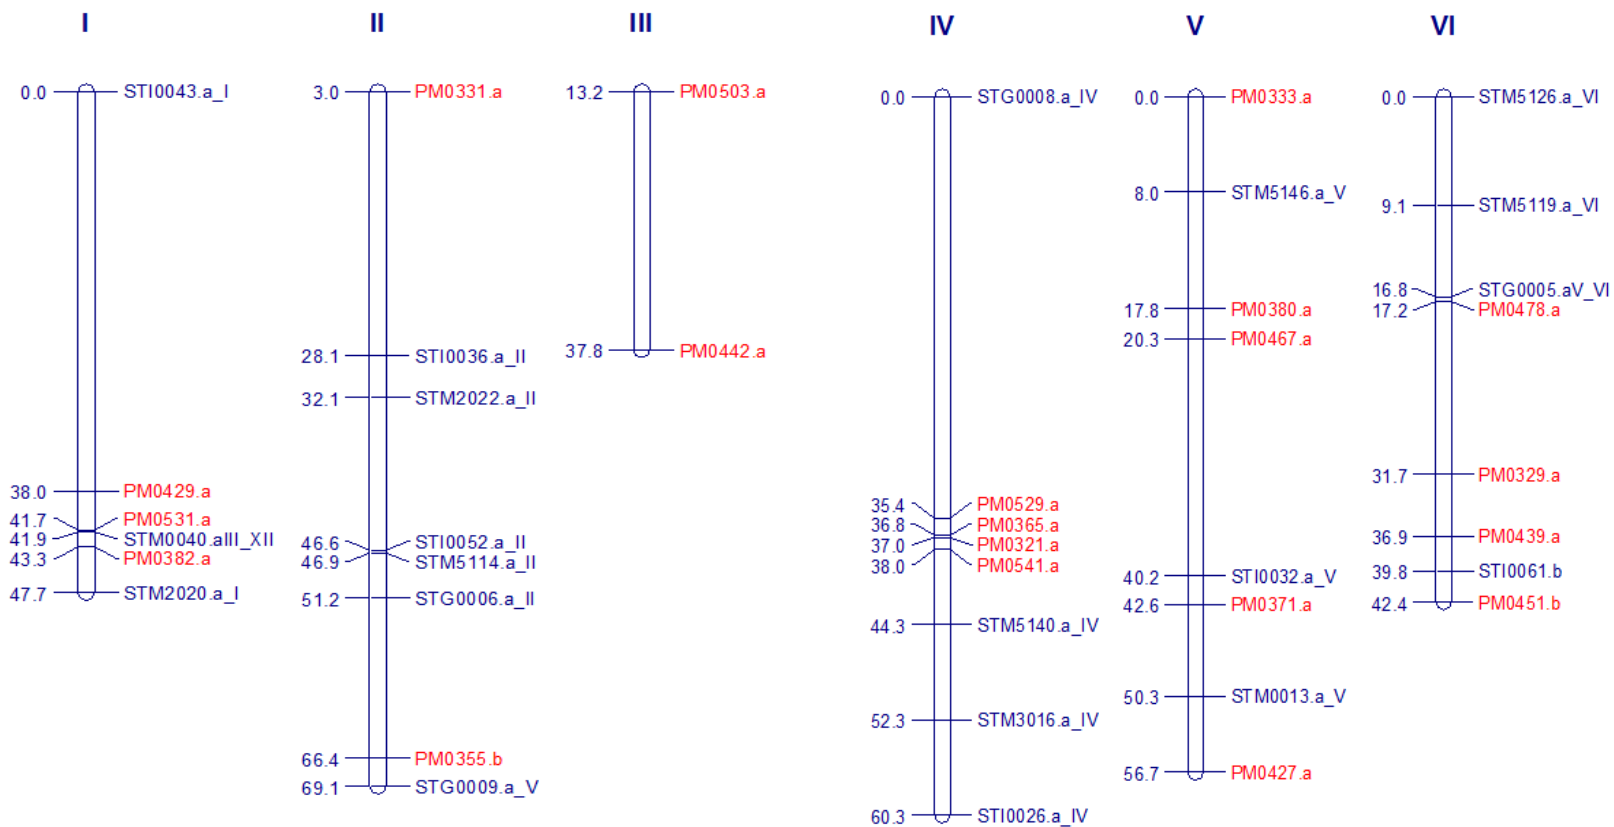 I
0.0 STI0043.a_I
38.0 PM0429.a
41.7 PM0531.a
41.9 STM0040.aIII_XII
43.3 PM0382.a
47.7 STM2020.a_I
II
3.0 PM0331.a
28.1 STI0036.a_II
32.1 STM2022.a_II
46.6 STI0052.a_II
46.9 STM5114.a_II
51.2 STG0006.a_II
66.4 PM0355.b
69.1 STG0009.a_V
III
13.2 PM0503.a
37.8 PM0442.a
IV
0.0 STG0008.a_IV
35.4 PM0529.a
36.8 PM0365.a
37.0 PM0321.a
38.0 PM0541.a
44.3 STM5140.a_IV
52.3 STM3016.a_IV
60.3 STI0026.a_IV
V
0.0 PM0333.a
8.0 STM5146.a_V
17.8 PM0380.a
20.3 PM0467.a
40.2 STI0032.a_V
42.6 PM0371.a
50.3 STM0013.a_V
56.7 PM0427.a
VI
0.0 STM5126.a_VI
9.1 STM5119.a_VI
16.8 STG0005.aV_VI
17.2 PM0478.a
31.7 PM0329.a
36.9 PM0439.a
39.8 STI0061.b
42.4 PM0451.b